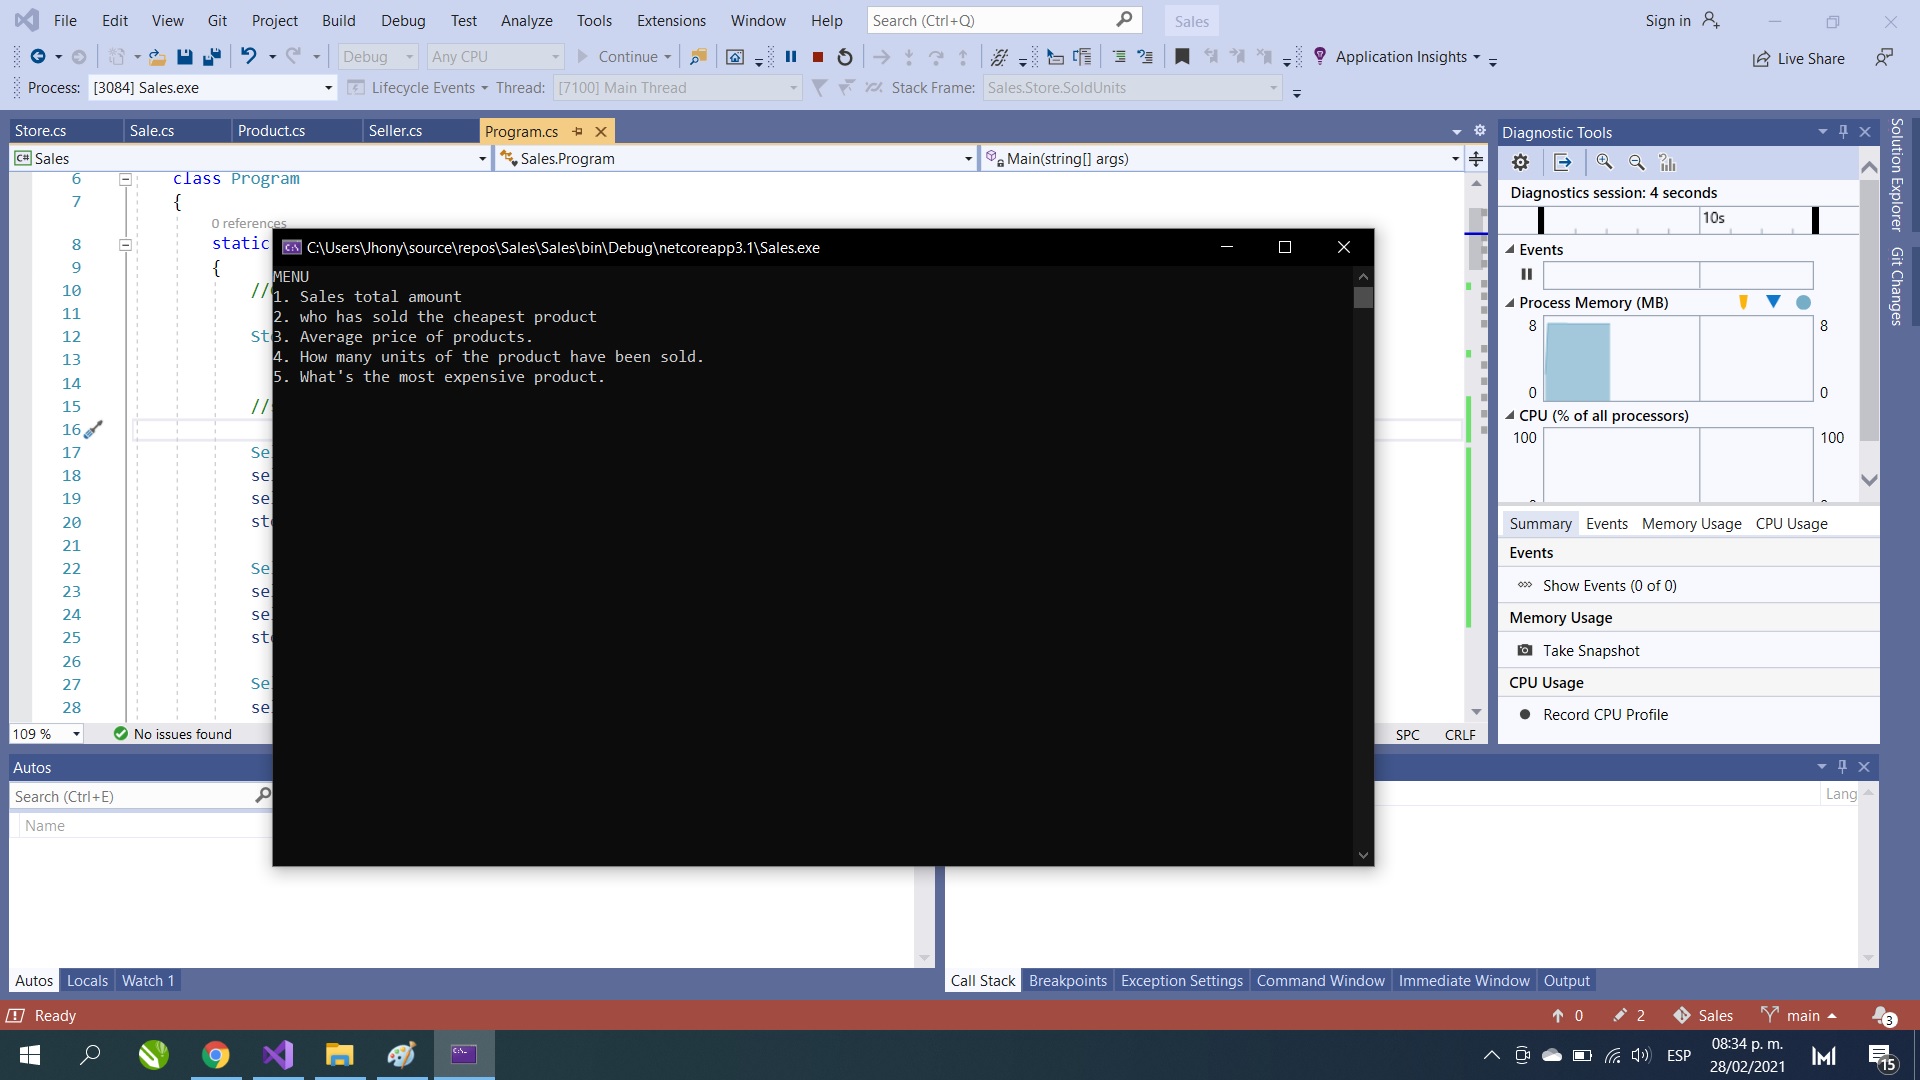 File Edit View Git Project Build Debug Test Analyze Tools Extensions Window Help Search (Ctrl+Q) Sales Sign in
Debug Any CPU Continue Application Insights Live Share
Process: [3084] Sales.exe Lifecycle Events Thread: [7100] Main Thread Stack Frame: Sales.Store.SoldUnits
Store.cs Sale.cs Product.cs Seller.cs Program.cs
C# Sales Sales.Program Main(string[] args)
6 class Program
7 {
0 references
8 static
9 {
10 //
11
12 St
13
14
15 //
16
17 Se
18 se
19 se
20 st
21
22 Se
23 se
24 se
25 st
26
27 Se
28 se
109 % No issues found SPC CRLF
C:\Users\Jhony\source\repos\Sales\Sales\bin\Debug\netcoreapp3.1\Sales.exe
MENU
1. Sales total amount
2. who has sold the cheapest product
3. Average price of products.
4. How many units of the product have been sold.
5. What's the most expensive product.
Diagnostic Tools
Diagnostics session: 4 seconds
10s
Events
Process Memory (MB)
8 8
0 0
CPU (% of all processors)
100 100
Summary Events Memory Usage CPU Usage
Events
Show Events (0 of 0)
Memory Usage
Take Snapshot
CPU Usage
Record CPU Profile
Solution Explorer
Git Changes
Autos
Search (Ctrl+E)
Name
Lang
Autos Locals Watch 1
Call Stack Breakpoints Exception Settings Command Window Immediate Window Output
Ready 0 2 Sales main 3
ESP 08:34 p. m.
28/02/2021
15